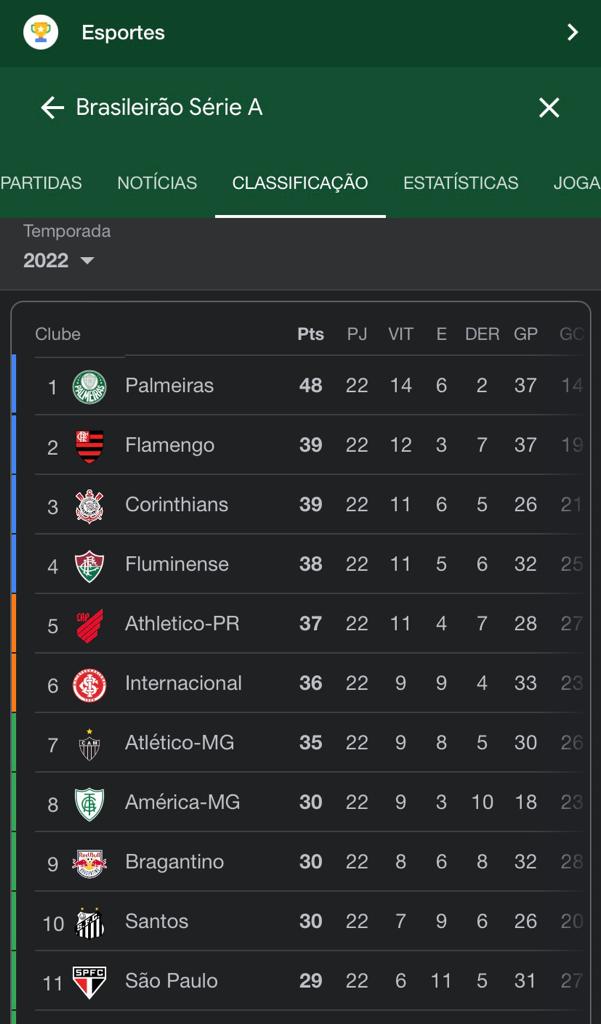 Esportes
Brasileirão Série A
PARTIDAS NOTÍCIAS CLASSIFICAÇÃO ESTATÍSTICAS JOGA
Temporada
2022
Clube Pts PJ VIT E DER GP GC
1 Palmeiras 48 22 14 6 2 37 14
2 Flamengo 39 22 12 3 7 37 19
3 Corinthians 39 22 11 6 5 26 21
4 Fluminense 38 22 11 5 6 32 25
5 Athletico-PR 37 22 11 4 7 28 27
6 Internacional 36 22 9 9 4 33 23
7 Atlético-MG 35 22 9 8 5 30 26
8 América-MG 30 22 9 3 10 18 23
9 Bragantino 30 22 8 6 8 32 28
10 Santos 30 22 7 9 6 26 20
11 São Paulo 29 22 6 11 5 31 27